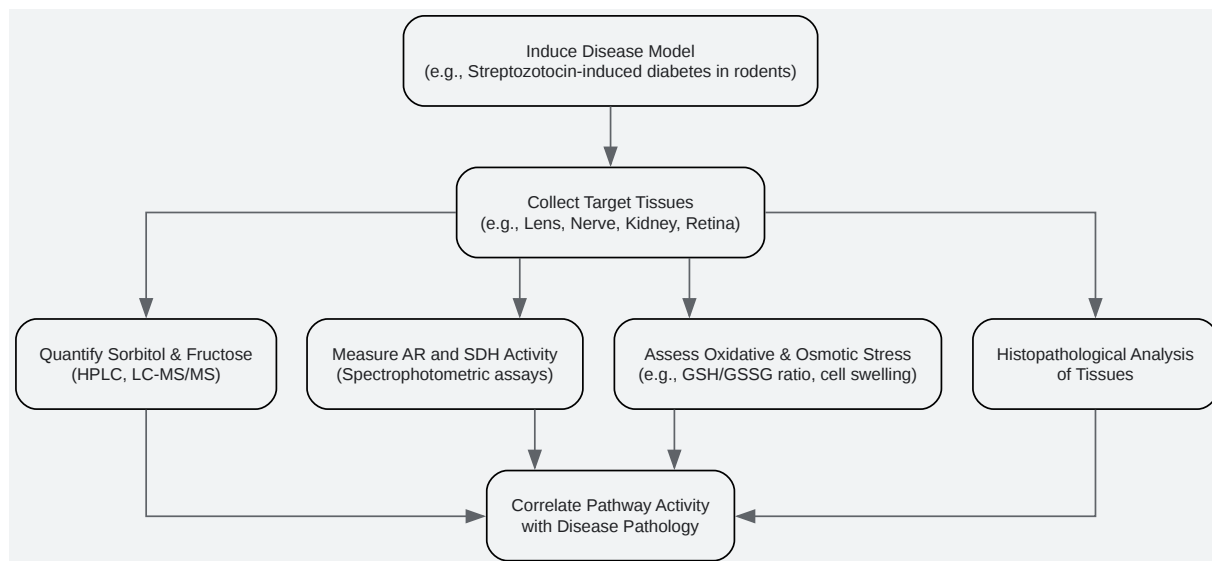 Induce Disease Model
(e.g., Streptozotocin-induced diabetes in rodents)
Collect Target Tissues
(e.g., Lens, Nerve, Kidney, Retina)
Quantify Sorbitol & Fructose
(HPLC, LC-MS/MS)
Measure AR and SDH Activity
(Spectrophotometric assays)
Assess Oxidative & Osmotic Stress
(e.g., GSH/GSSG ratio, cell swelling)
Histopathological Analysis
of Tissues
Correlate Pathway Activity
with Disease Pathology